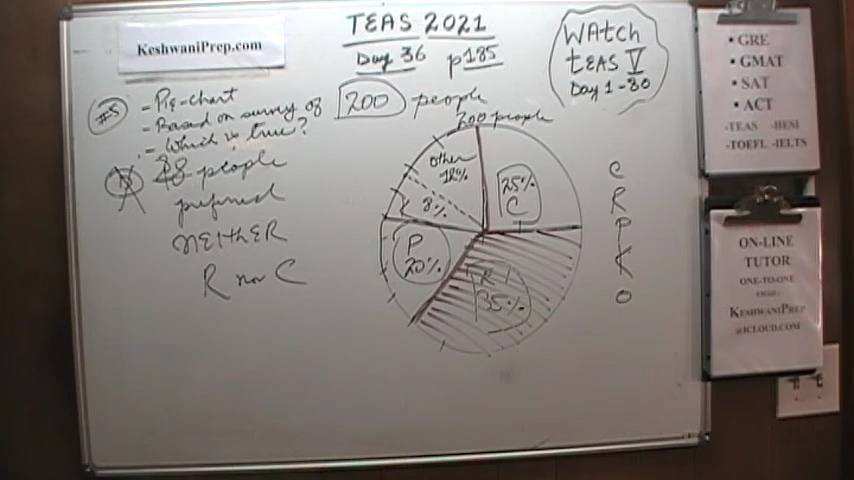 KeshwaniPrep.com
TEAS 2021
Day 36 p185
WAtch
tEAS V
Day 1-80
#5
- Pie-chart
- Based on survey of 200 people
- Which is true?
48 people
preferred
NEITHER
R nor C
200 people
Other
12%
8%
K
25%
C
P
20%
R
35%
C
R
P
K
O
• GRE
• GMAT
• SAT
• ACT
-TEAS -HESI
-TOEFL -IELTS
ON-LINE
TUTOR
ONE-TO-ONE
EMAIL:
KESHWANIPREP
@ICLOUD.COM